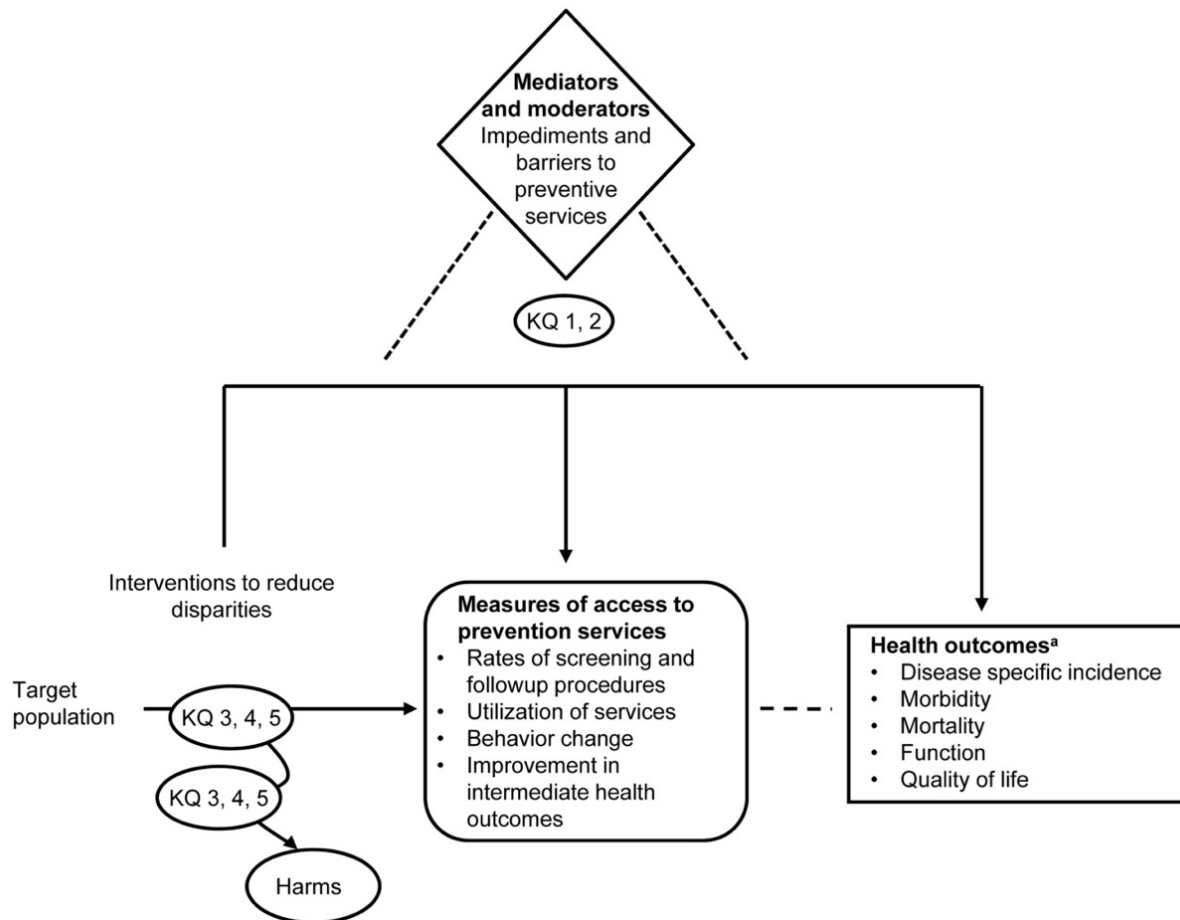 Mediators
and moderators
Impediments and
barriers to
preventive
services
KQ 1, 2
Interventions to reduce
disparities
Target
population
KQ 3, 4, 5
KQ 3, 4, 5
Harms
Measures of access to
prevention services
• Rates of screening and
followup procedures
• Utilization of services
• Behavior change
• Improvement in
intermediate health
outcomes
Health outcomesᵃ
• Disease specific incidence
• Morbidity
• Mortality
• Function
• Quality of life